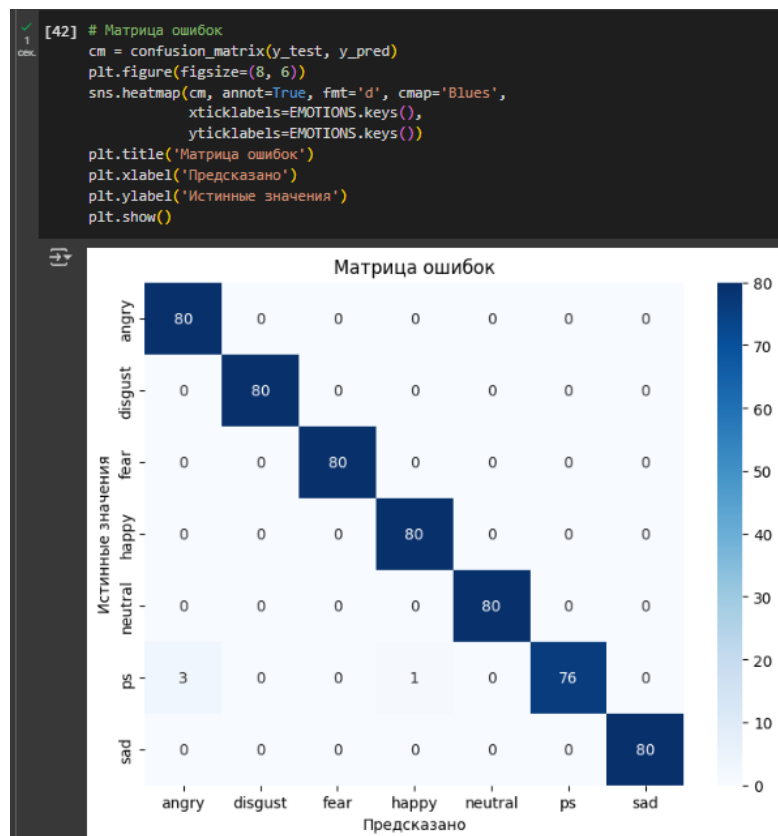 [42] # Матрица ошибок
1
сек.
cm = confusion_matrix(y_test, y_pred)
plt.figure(figsize=(8, 6))
sns.heatmap(cm, annot=True, fmt='d', cmap='Blues',
xticklabels=EMOTIONS.keys(),
yticklabels=EMOTIONS.keys())
plt.title('Матрица ошибок')
plt.xlabel('Предсказано')
plt.ylabel('Истинные значения')
plt.show()
Матрица ошибок
Истинные значения
angry 80 0 0 0 0 0 0
disgust 0 80 0 0 0 0 0
fear 0 0 80 0 0 0 0
happy 0 0 0 80 0 0 0
neutral 0 0 0 0 80 0 0
ps 3 0 0 1 0 76 0
sad 0 0 0 0 0 0 80
angry disgust fear happy neutral ps sad
Предсказано
80
70
60
50
40
30
20
10
0